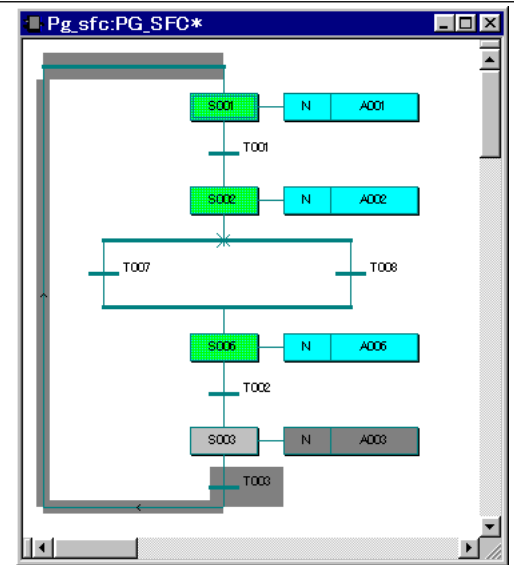 Pg_sfc:PG_SFC*
S001 N A001
T001
S002 N A002
T007 T008
S006 N A006
T002
S003 N A003
T003